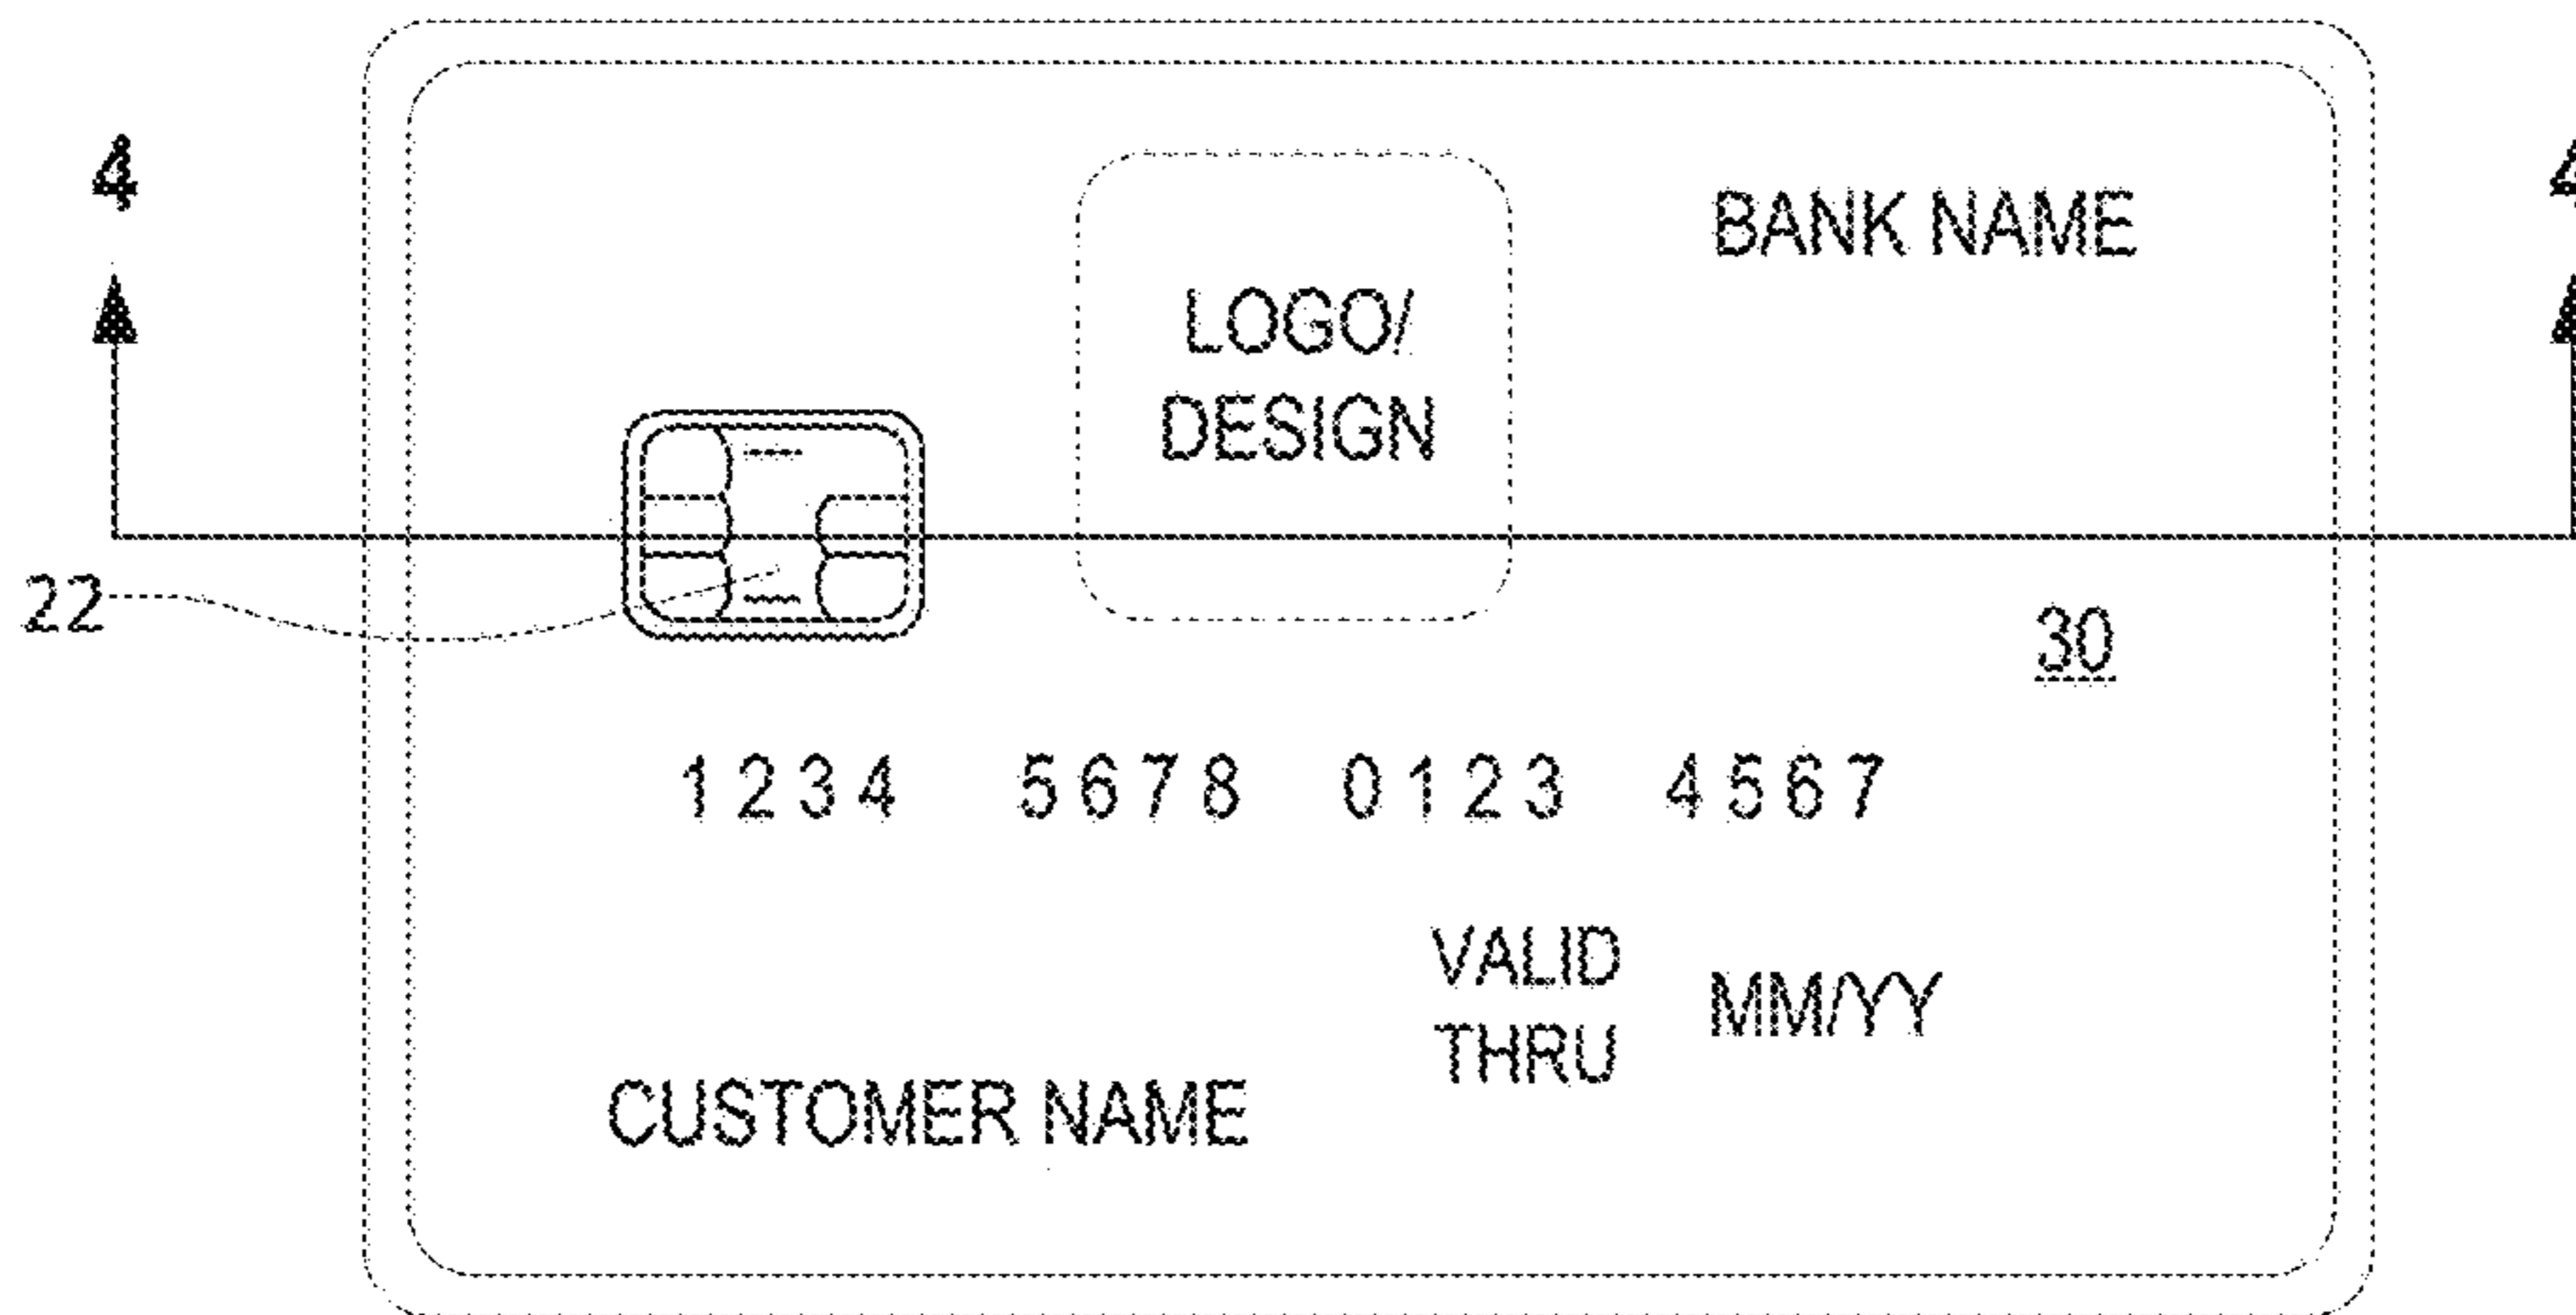 4 4
BANK NAME
LOGO/
DESIGN
22
30
1234 5678 0123 4567
VALID
THRU
MM/YY
CUSTOMER NAME